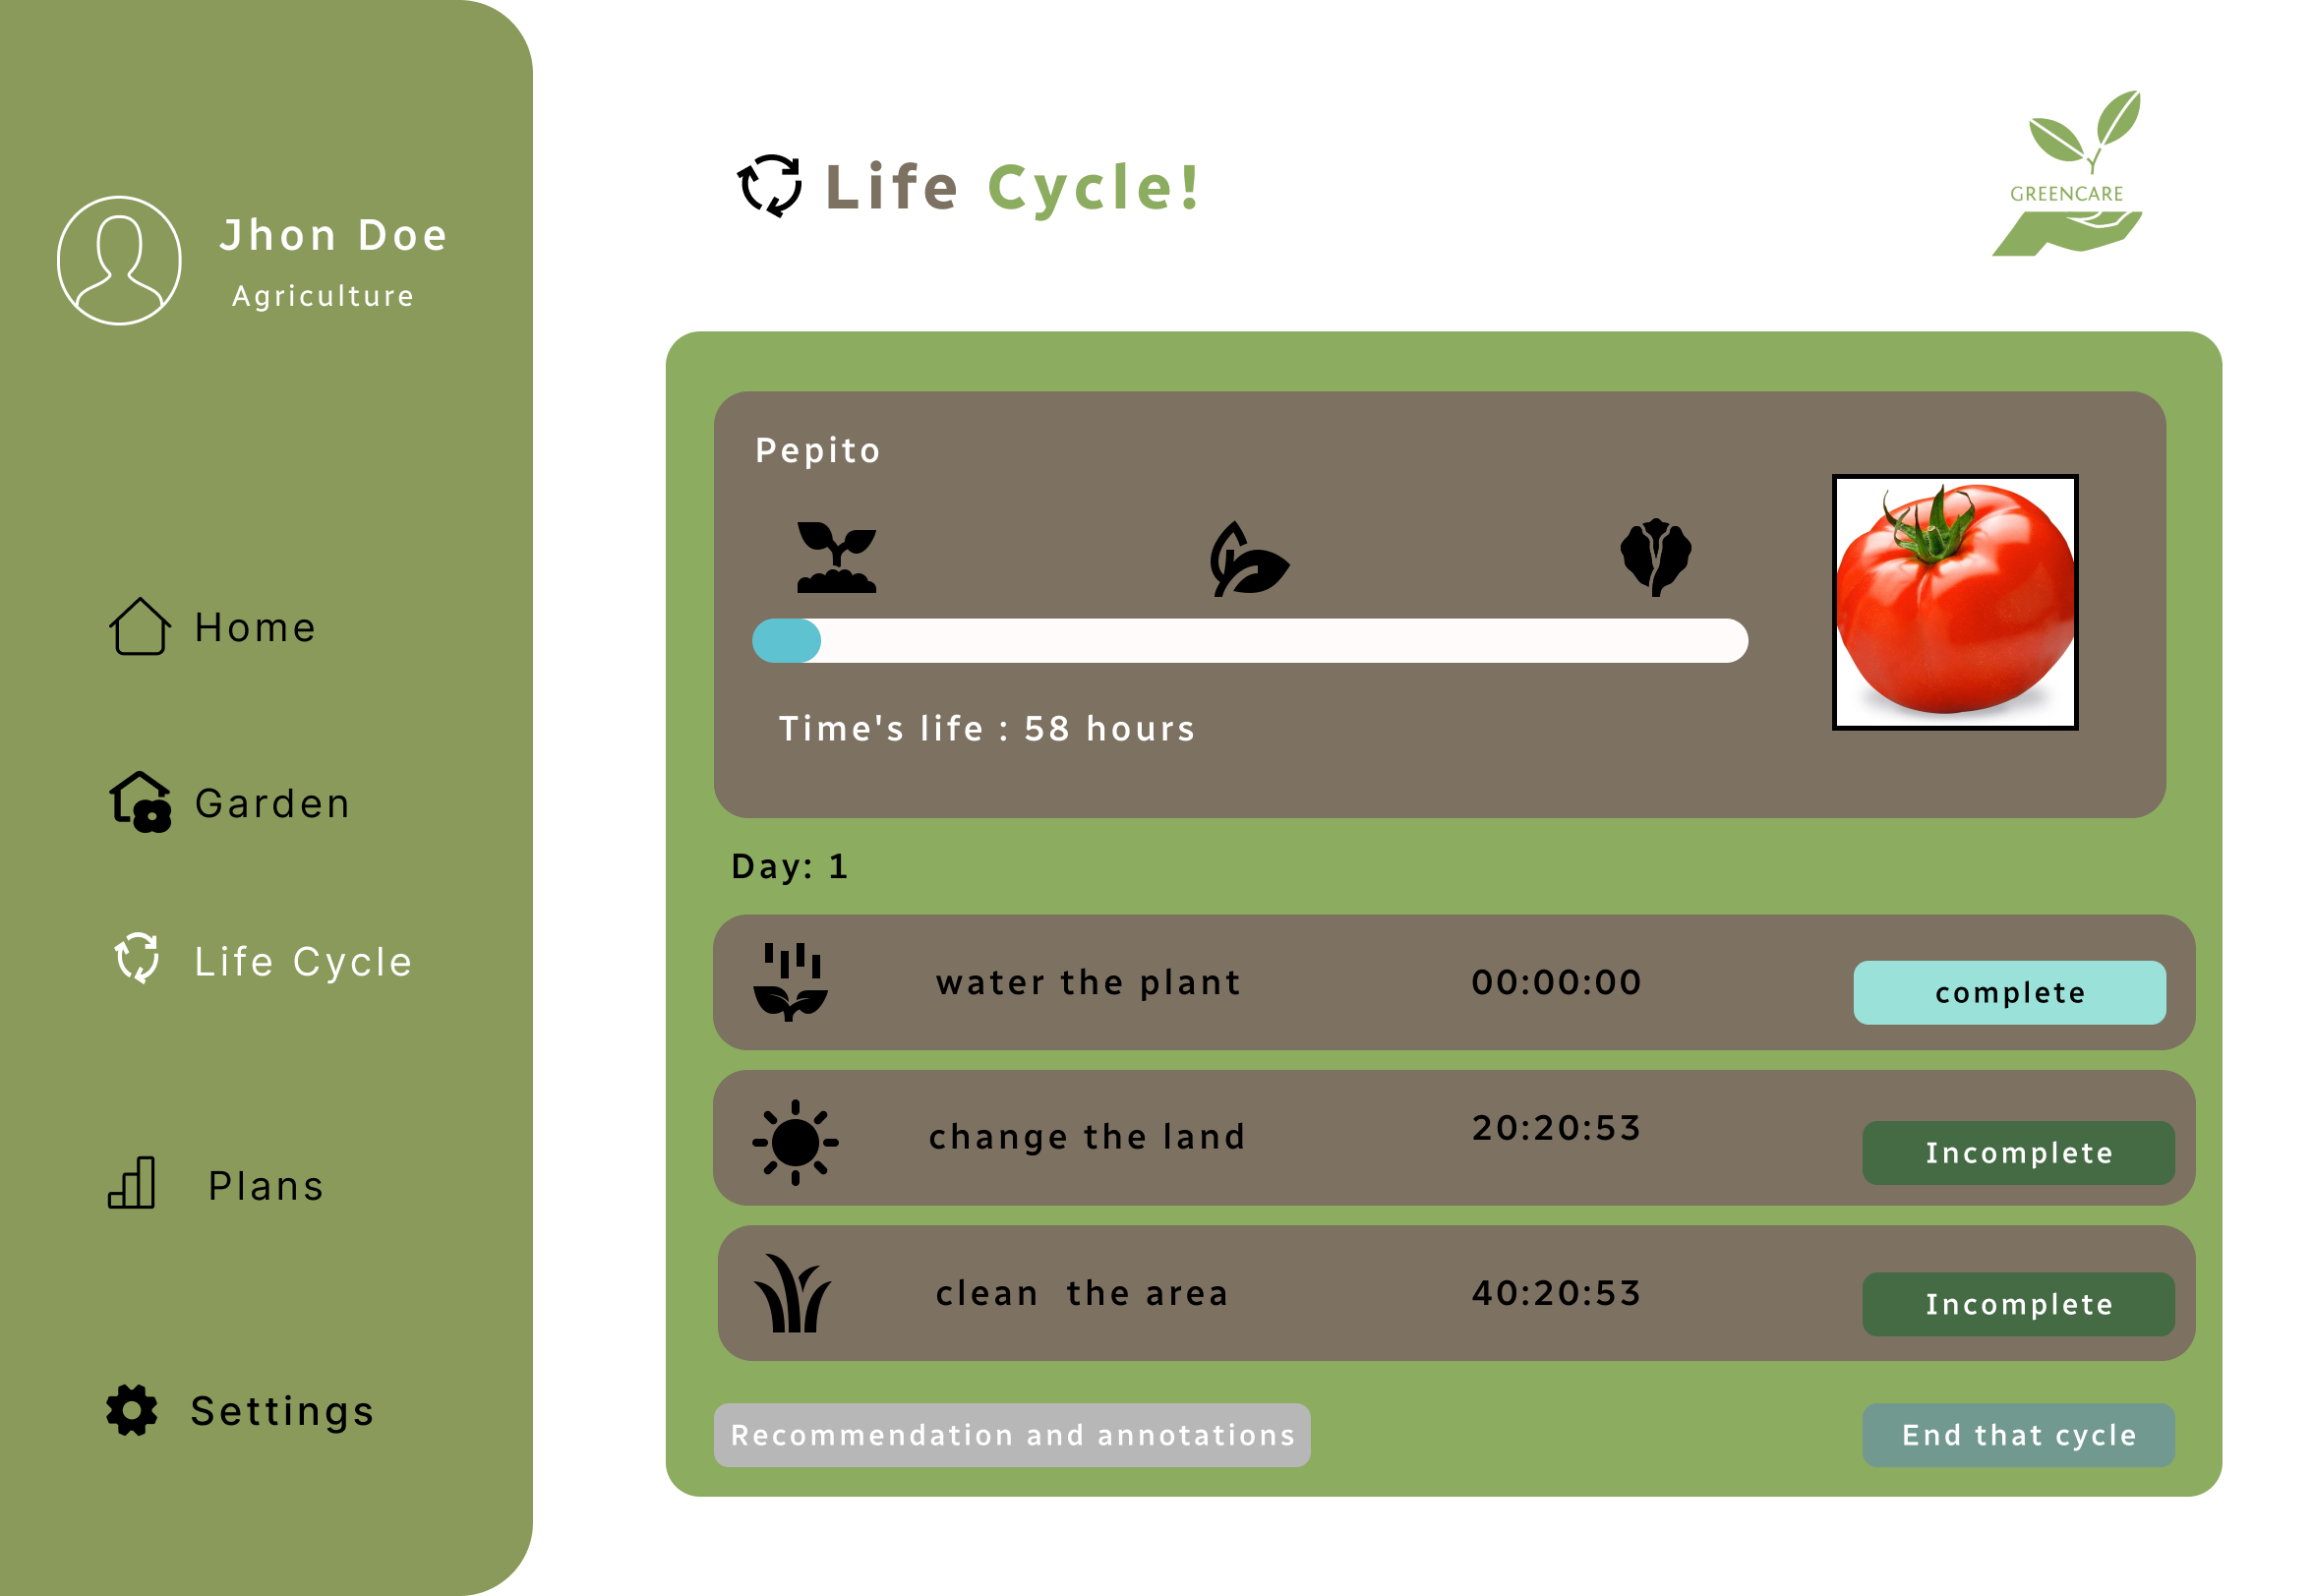 Jhon Doe
Agriculture
Home
Garden
Life Cycle
Plans
Settings
Life Cycle!
GREENCARE
Pepito
Time's life : 58 hours
Day: 1
water the plant 00:00:00 complete
change the land 20:20:53 Incomplete
clean the area 40:20:53 Incomplete
Recommendation and annotations End that cycle